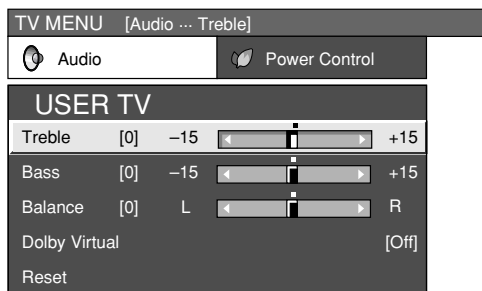 TV MENU [Audio ··· Treble]
Audio Power Control
USER TV
Treble [0] –15 +15
Bass [0] –15 +15
Balance [0] L R
Dolby Virtual [Off]
Reset